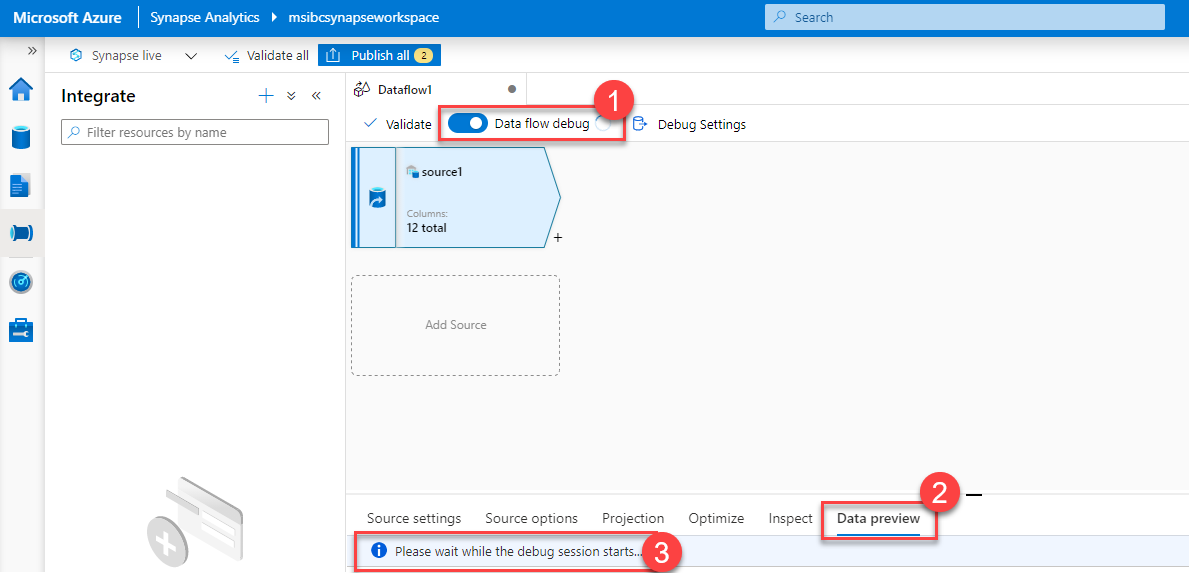 Microsoft Azure
Synapse Analytics
msibcsynapseworkspace
Search
Synapse live
Validate all
Publish all
2
Integrate
Filter resources by name
Dataflow1
Validate
Data flow debug
1
Debug Settings
source1
Columns:
12 total
+
Add Source
Source settings
Source options
Projection
Optimize
Inspect
Data preview
2
Please wait while the debug session starts...
3